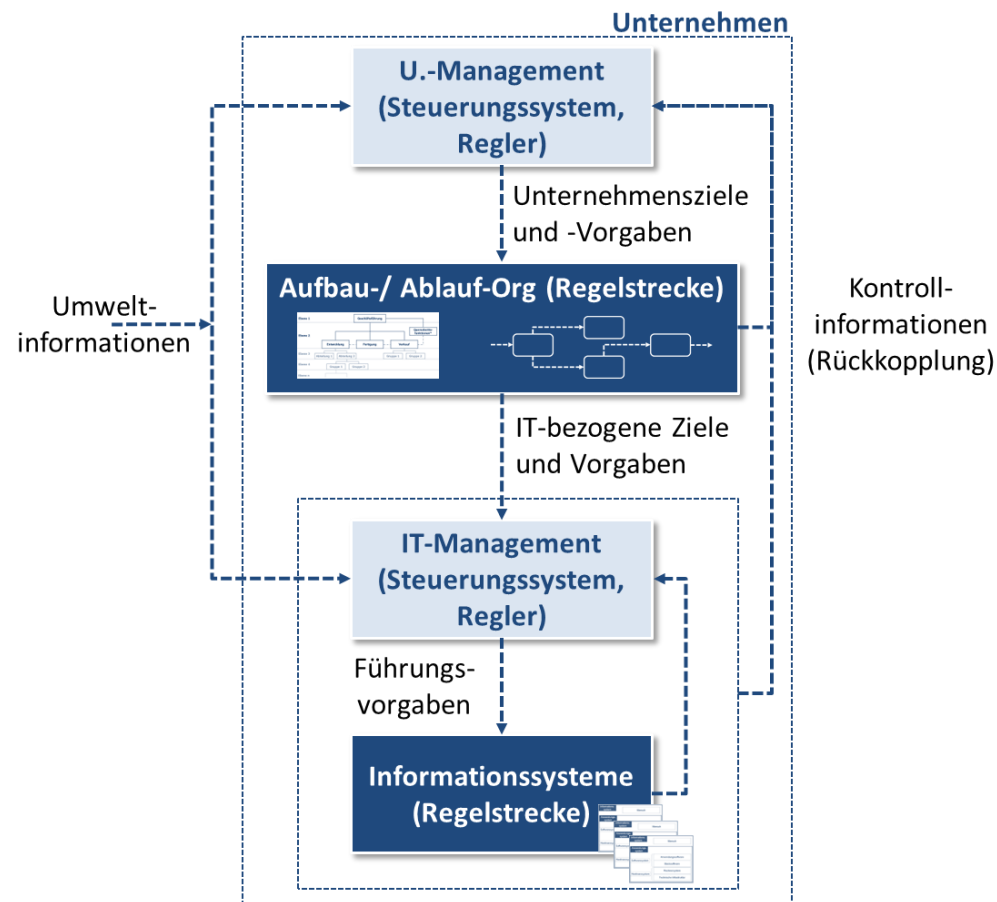 Unternehmen
U.-Management
(Steuerungssystem,
Regler)
Unternehmensziele
und -Vorgaben
Aufbau-/ Ablauf-Org (Regelstrecke)
Umwelt-
informationen
Kontroll-
informationen
(Rückkopplung)
IT-bezogene Ziele
und Vorgaben
IT-Management
(Steuerungssystem,
Regler)
Führungs-
vorgaben
Informationssysteme
(Regelstrecke)